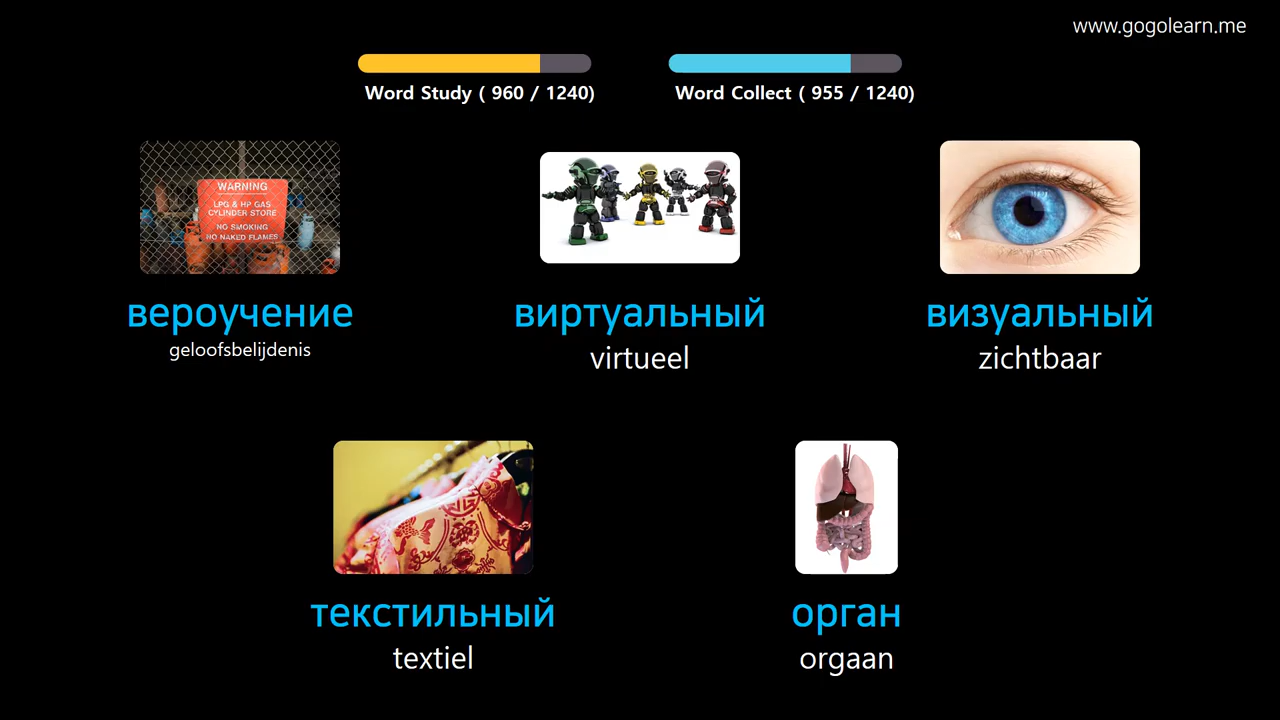 www.gogolearn.me
Word Study ( 960 / 1240)
Word Collect ( 955 / 1240)
WARNING
LPG & HP GAS
CYLINDER STORE
NO SMOKING
NO NAKED FLAMES
вероучение
geloofsbelijdenis
виртуальный
virtueel
визуальный
zichtbaar
текстильный
textiel
орган
orgaan